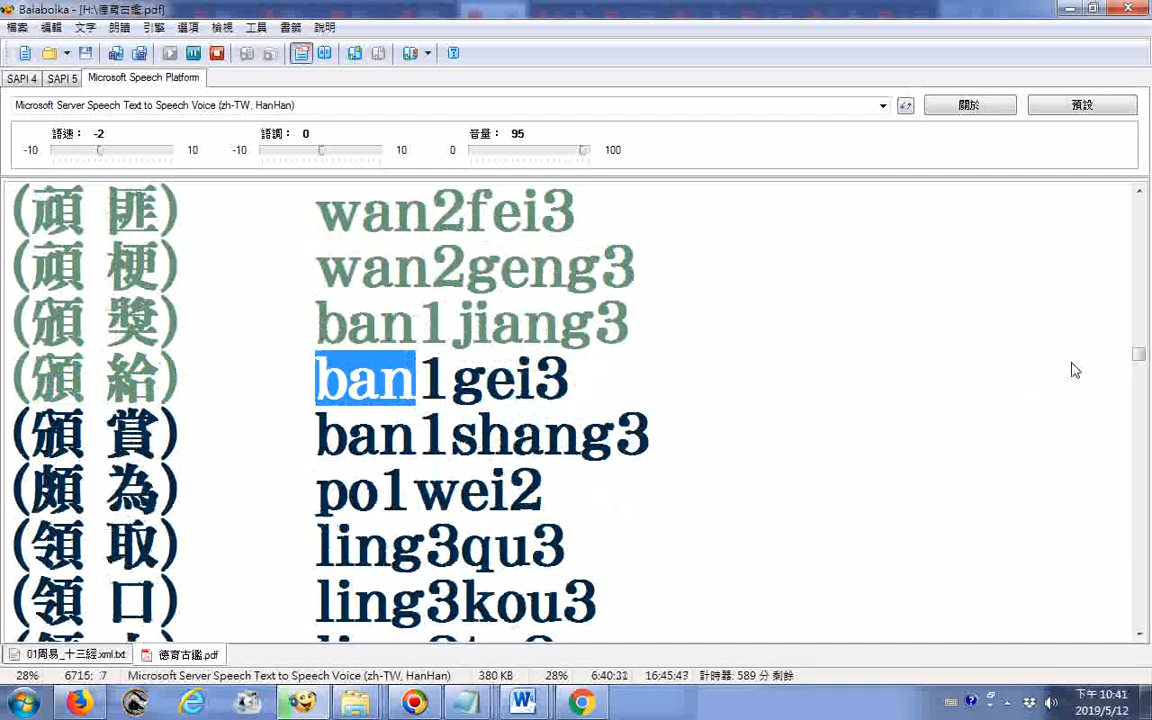 Balabolka - [H:\德育古鑑.pdf]
檔案 編輯 文字 朗讀 引擎 選項 檢視 工具 書籤 說明
SAPI 4 SAPI 5 Microsoft Speech Platform
Microsoft Server Speech Text to Speech Voice (zh-TW, HanHan) 關於 預設
語速： -2 語調： 0 音量： 95
-10 10 -10 10 0 100
(頑 匪) wan2fei3
(頑 梗) wan2geng3
(頒 獎) ban1jiang3
(頒 給) ban1gei3
(頒 賞) ban1shang3
(頗 為) po1wei2
(領 取) ling3qu3
(領 口) ling3kou3
01周易_十三經.xml.txt 德育古鑑.pdf
28% 6715: :7 Microsoft Server Speech Text to Speech Voice (zh-TW, HanHan) 380 KB 28% 6:40:31 16:45:43 計時器: 589 分 剩餘
下午 10:41
2019/5/12